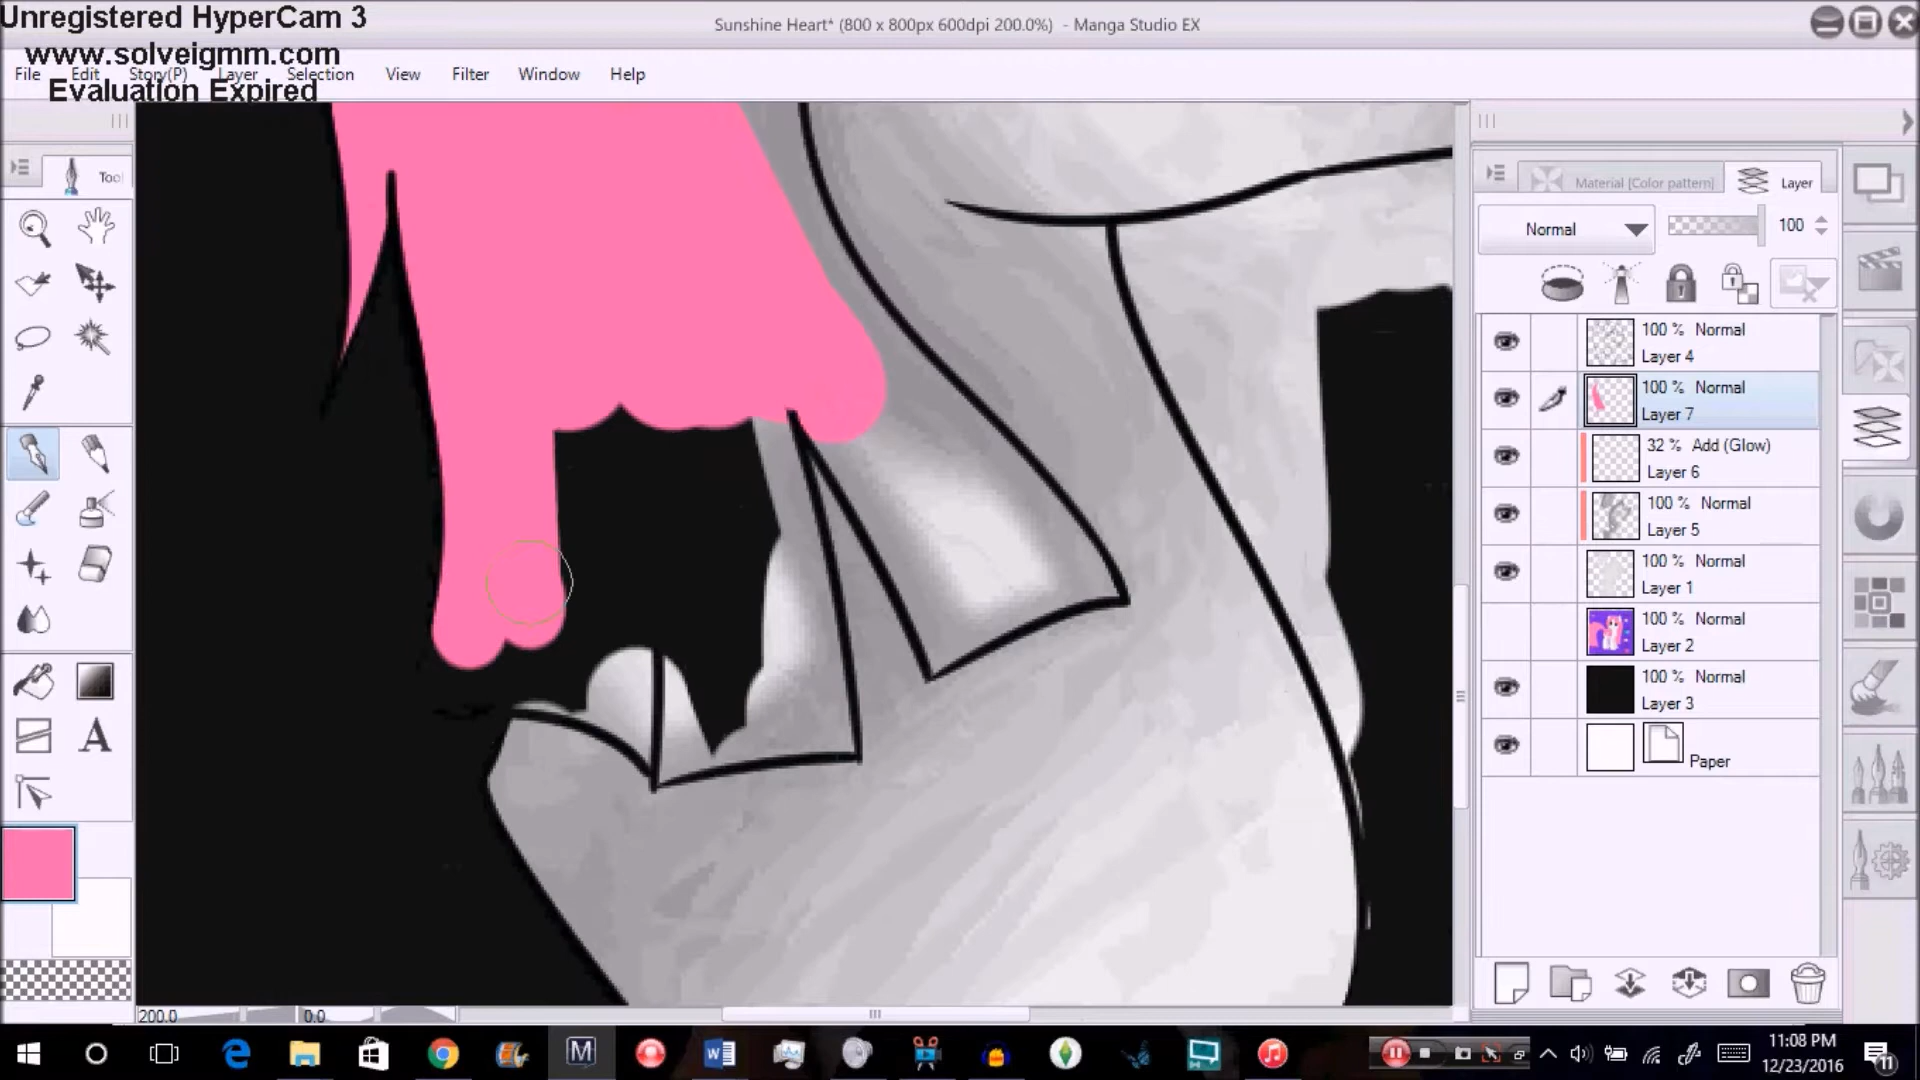 Unregistered HyperCam 3
www.solveigmm.com
Evaluation Expired
Sunshine Heart* (800 x 800px 600dpi 200.0%) - Manga Studio EX
File Edit Story(P) Layer Selection View Filter Window Help
Tool
Material [Color pattern] Layer
Normal 100
100 % Normal
Layer 4
100 % Normal
Layer 7
32 % Add (Glow)
Layer 6
100 % Normal
Layer 5
100 % Normal
Layer 1
100 % Normal
Layer 2
100 % Normal
Layer 3
Paper
A
200.0 0.0
11:08 PM
12/23/2016
11